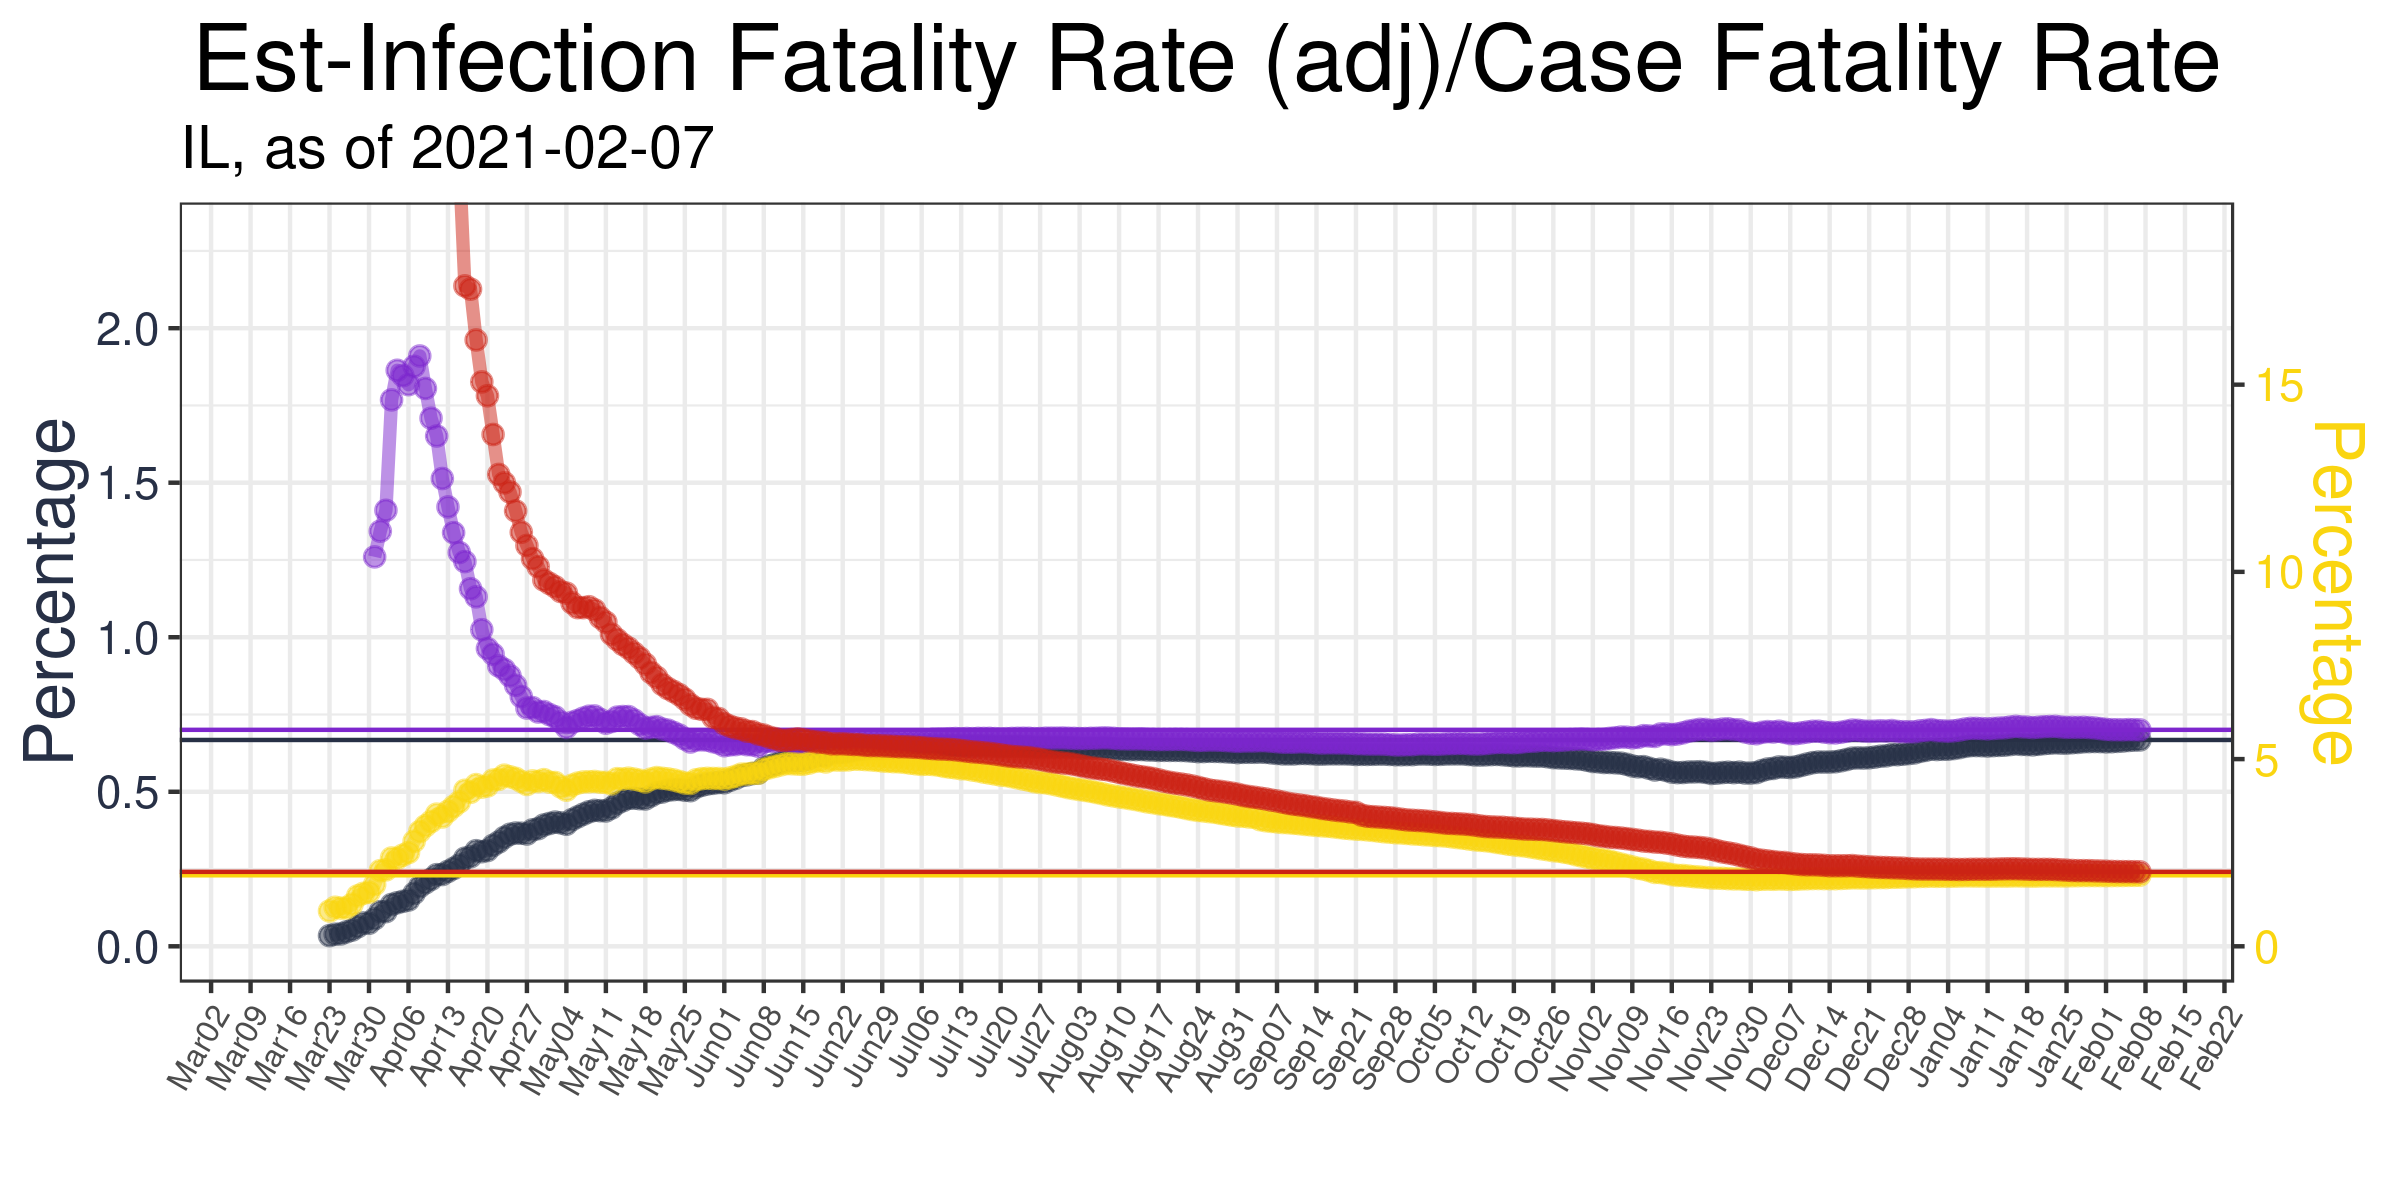 Est-Infection Fatality Rate (adj)/Case Fatality Rate
IL, as of 2021-02-07
Percentage
2.0
1.5
1.0
0.5
0.0
15
10
5
0
Percentage
Mar02
Mar09
Mar16
Mar23
Mar30
Apr06
Apr13
Apr20
Apr27
May04
May11
May18
May25
Jun01
Jun08
Jun15
Jun22
Jun29
Jul06
Jul13
Jul20
Jul27
Aug03
Aug10
Aug17
Aug24
Aug31
Sep07
Sep14
Sep21
Sep28
Oct05
Oct12
Oct19
Oct26
Nov02
Nov09
Nov16
Nov23
Nov30
Dec07
Dec14
Dec21
Dec28
Dec04
Jan11
Jan18
Jan25
Feb01
Feb08
Feb15
Feb22